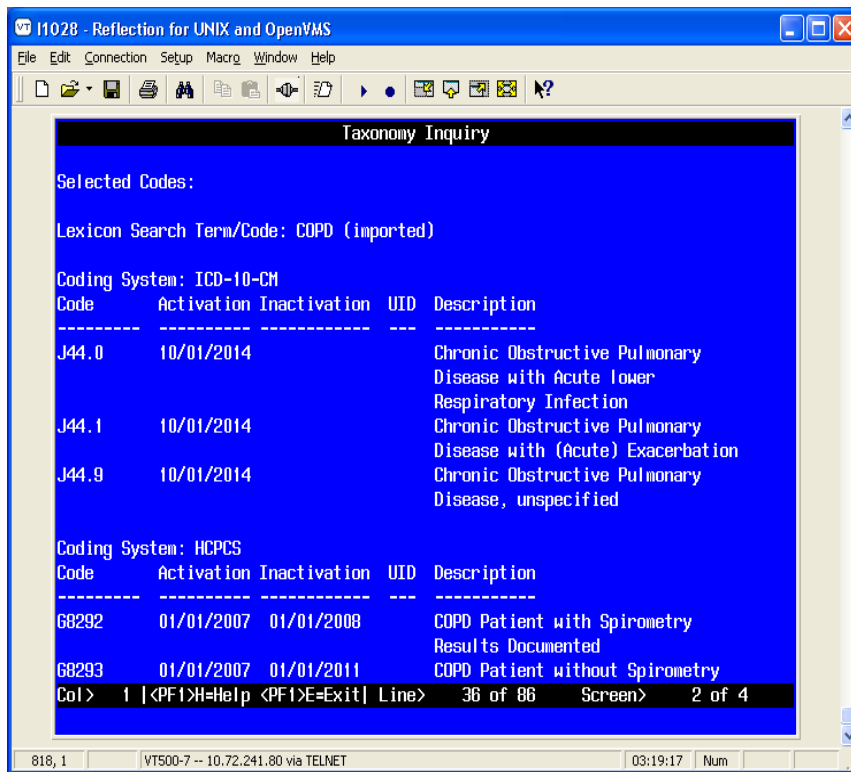 I1028 - Reflection for UNIX and OpenVMS
File Edit Connection Setup Macro Window Help
Taxonomy Inquiry
Selected Codes:
Lexicon Search Term/Code: COPD (imported)
Coding System: ICD-10-CM
Code Activation Inactivation UID Description
--------- ---------- ------------ --- -----------
J44.0 10/01/2014 Chronic Obstructive Pulmonary
Disease with Acute lower
Respiratory Infection
J44.1 10/01/2014 Chronic Obstructive Pulmonary
Disease with (Acute) Exacerbation
J44.9 10/01/2014 Chronic Obstructive Pulmonary
Disease, unspecified
Coding System: HCPCS
Code Activation Inactivation UID Description
--------- ---------- ------------ --- -----------
G8292 01/01/2007 01/01/2008 COPD Patient with Spirometry
Results Documented
G8293 01/01/2007 01/01/2011 COPD Patient without Spirometry
Col> 1 |<PF1>H=Help <PF1>E=Exit| Line> 36 of 86 Screen> 2 of 4
818, 1 VT500-7 -- 10.72.241.80 via TELNET 03:19:17 Num